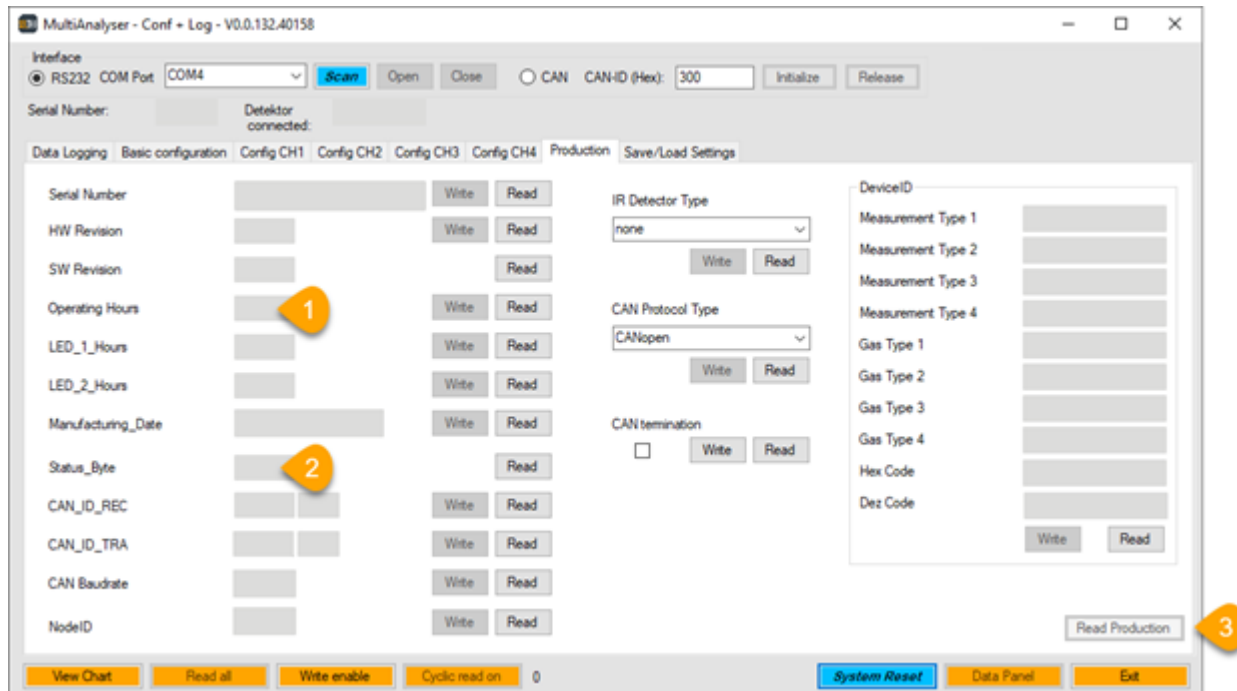 MultiAnalyser - Conf + Log - V0.0.132.40158
Interface
RS232 COM Port COM4 Scan Open Close CAN CAN-ID (Hex): 300 Initialize Release
Serial Number: Detektor connected:
Data Logging Basic configuration Config CH1 Config CH2 Config CH3 Config CH4 Production Save/Load Settings
Serial Number Write Read
HW Revision Write Read
SW Revision Read
Operating Hours 1 Write Read
LED_1_Hours Write Read
LED_2_Hours Write Read
Manufacturing_Date Write Read
Status_Byte 2 Read
CAN_ID_REC Write Read
CAN_ID_TRA Write Read
CAN Baudrate Write Read
NodeID Write Read
IR Detector Type
none
Write Read
CAN Protocol Type
CANopen
Write Read
CAN termination
Write Read
DeviceID
Measurement Type 1
Measurement Type 2
Measurement Type 3
Measurement Type 4
Gas Type 1
Gas Type 2
Gas Type 3
Gas Type 4
Hex Code
Dez Code
Write Read
Read Production 3
View Chart Read all Write enable Cyclic read on 0 System Reset Data Panel Exit